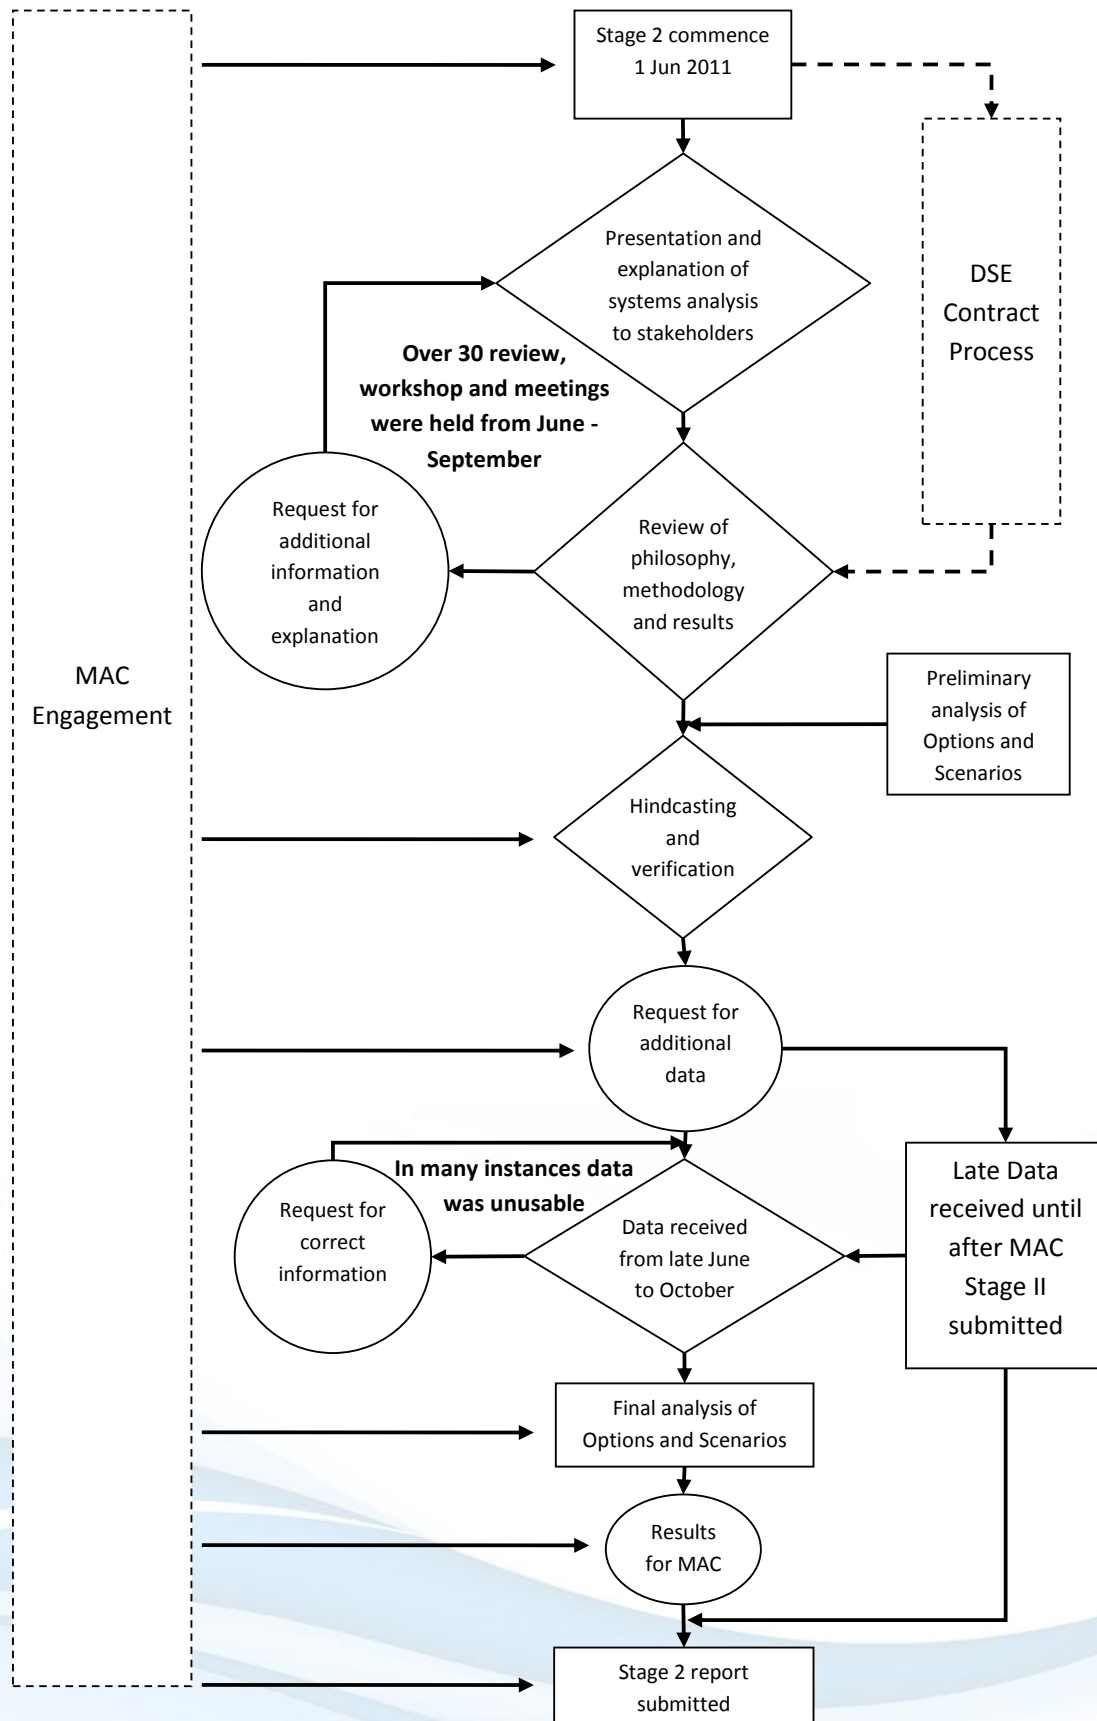 Stage 2 commence
1 Jun 2011
Presentation and
explanation of
systems analysis
to stakeholders
DSE
Contract
Process
Over 30 review,
workshop and meetings
were held from June -
September
Request for
additional
information
and
explanation
Review of
philosophy,
methodology
and results
MAC
Engagement
Preliminary
analysis of
Options and
Scenarios
Hindcasting
and
verification
Request for
additional
data
In many instances data
was unusable
Request for
correct
information
Data received
from late June
to October
Late Data
received until
after MAC
Stage II
submitted
Final analysis of
Options and Scenarios
Results
for MAC
Stage 2 report
submitted